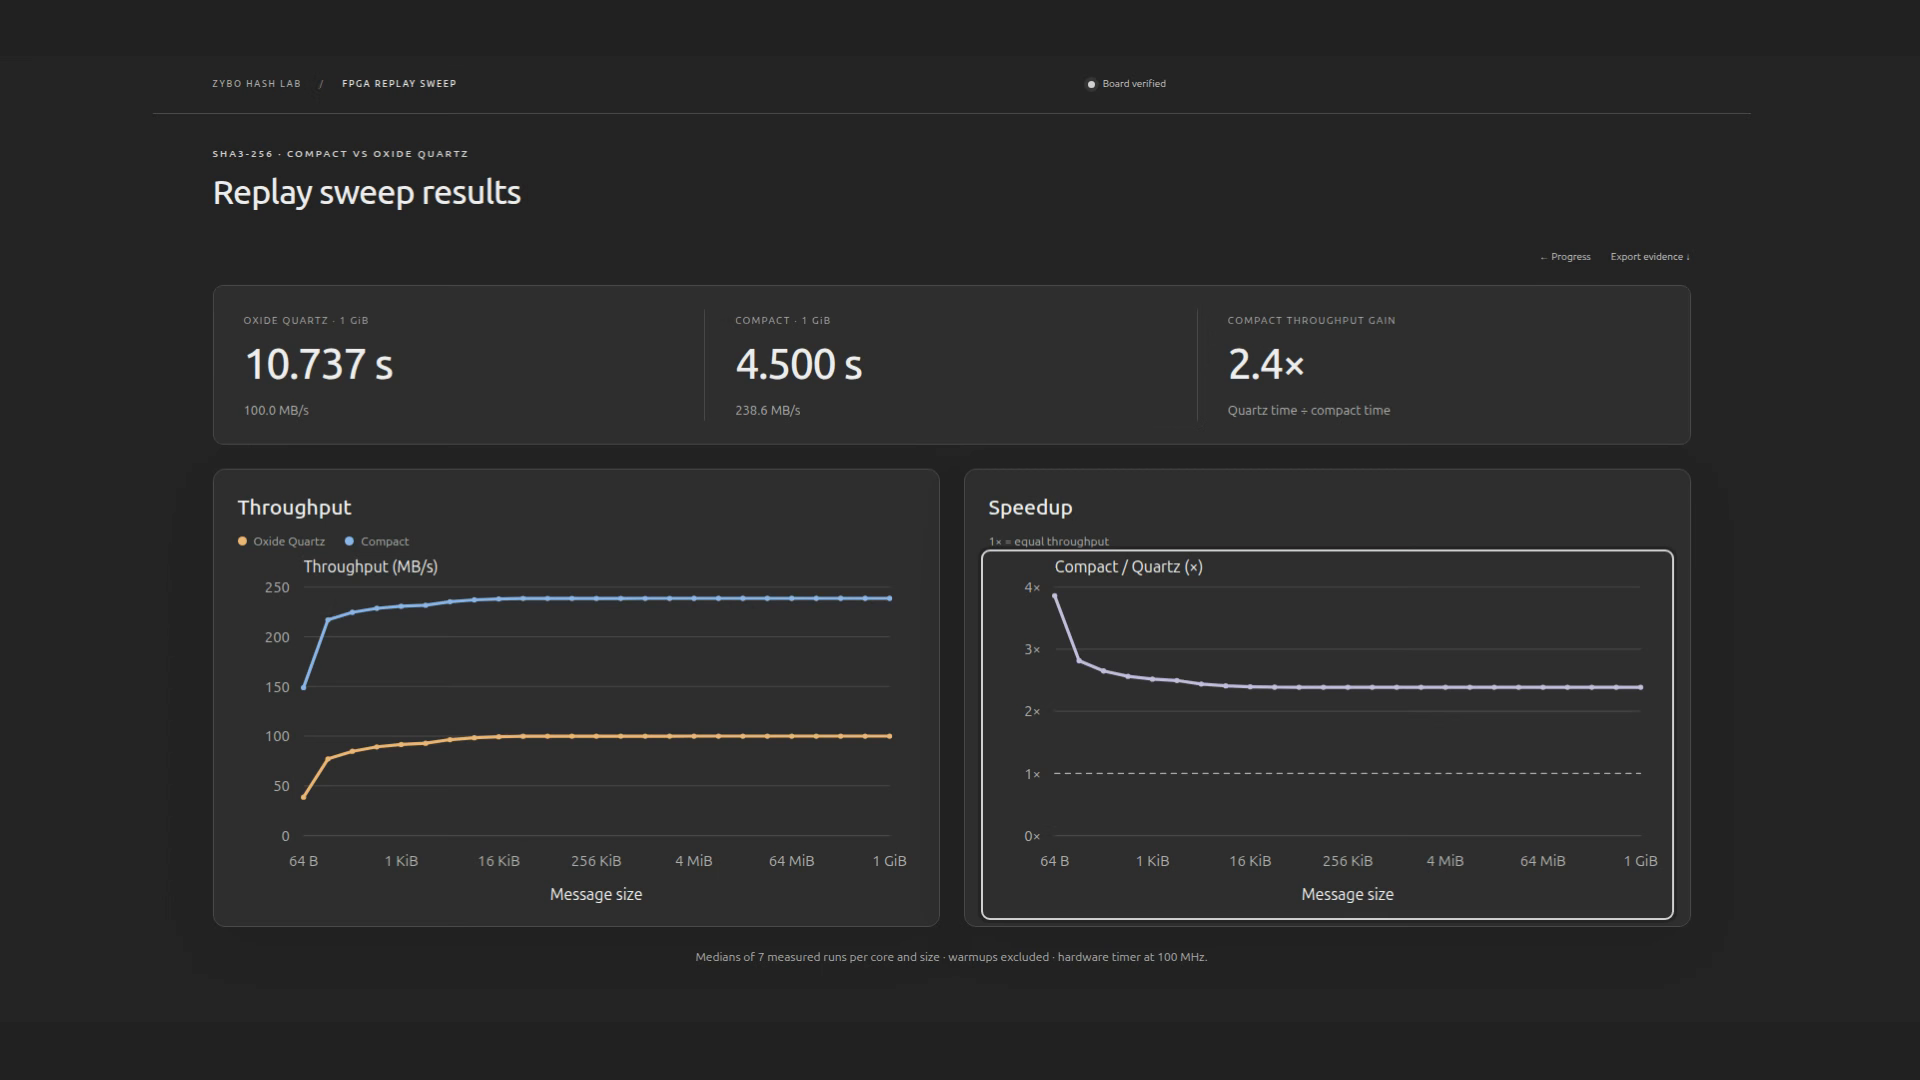 ZYBO HASH LAB / FPGA REPLAY SWEEP
Board verified
SHA3-256 · COMPACT VS OXIDE QUARTZ
Replay sweep results
← Progress
Export evidence ↓
OXIDE QUARTZ · 1 GiB
10.737 s
100.0 MB/s
COMPACT · 1 GiB
4.500 s
238.6 MB/s
COMPACT THROUGHPUT GAIN
2.4×
Quartz time ÷ compact time
Throughput
Oxide Quartz
Compact
Throughput (MB/s)
250
200
150
100
50
0
64 B
1 KiB
16 KiB
256 KiB
4 MiB
64 MiB
1 GiB
Message size
Speedup
1× = equal throughput
Compact / Quartz (×)
4×
3×
2×
1×
0×
64 B
1 KiB
16 KiB
256 KiB
4 MiB
64 MiB
1 GiB
Message size
Medians of 7 measured runs per core and size · warmups excluded · hardware timer at 100 MHz.